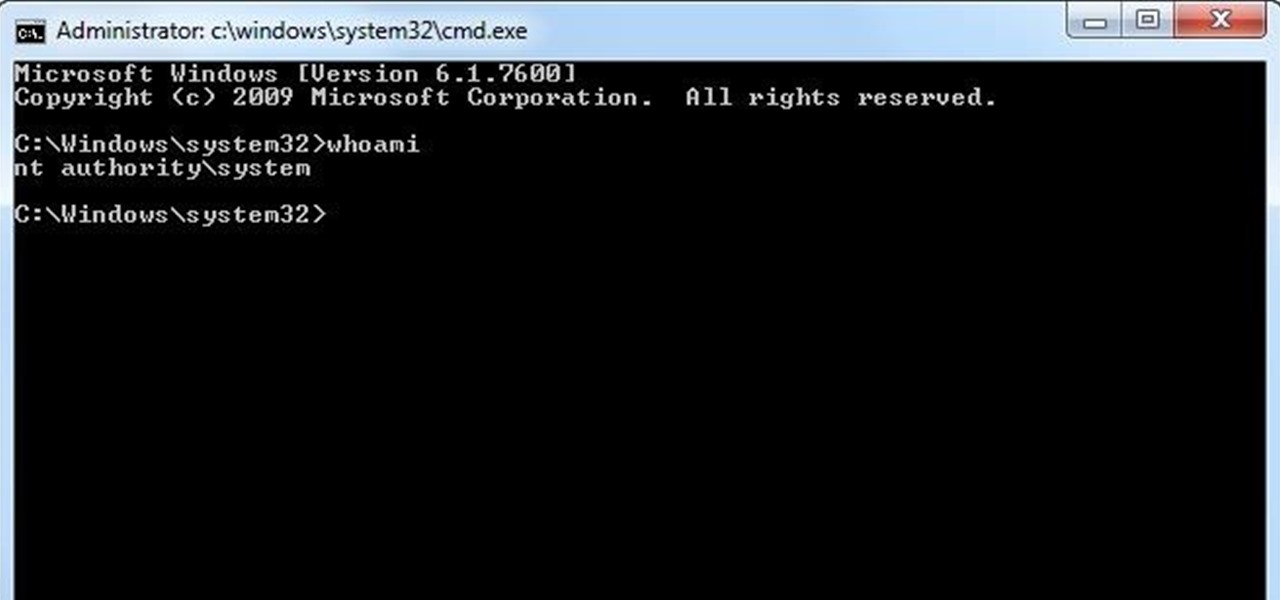 Administrator: c:\windows\system32\cmd.exe
Microsoft Windows [Version 6.1.7600]
Copyright (c) 2009 Microsoft Corporation.  All rights reserved.
C:\Windows\system32>whoami
nt authority\system
C:\Windows\system32>